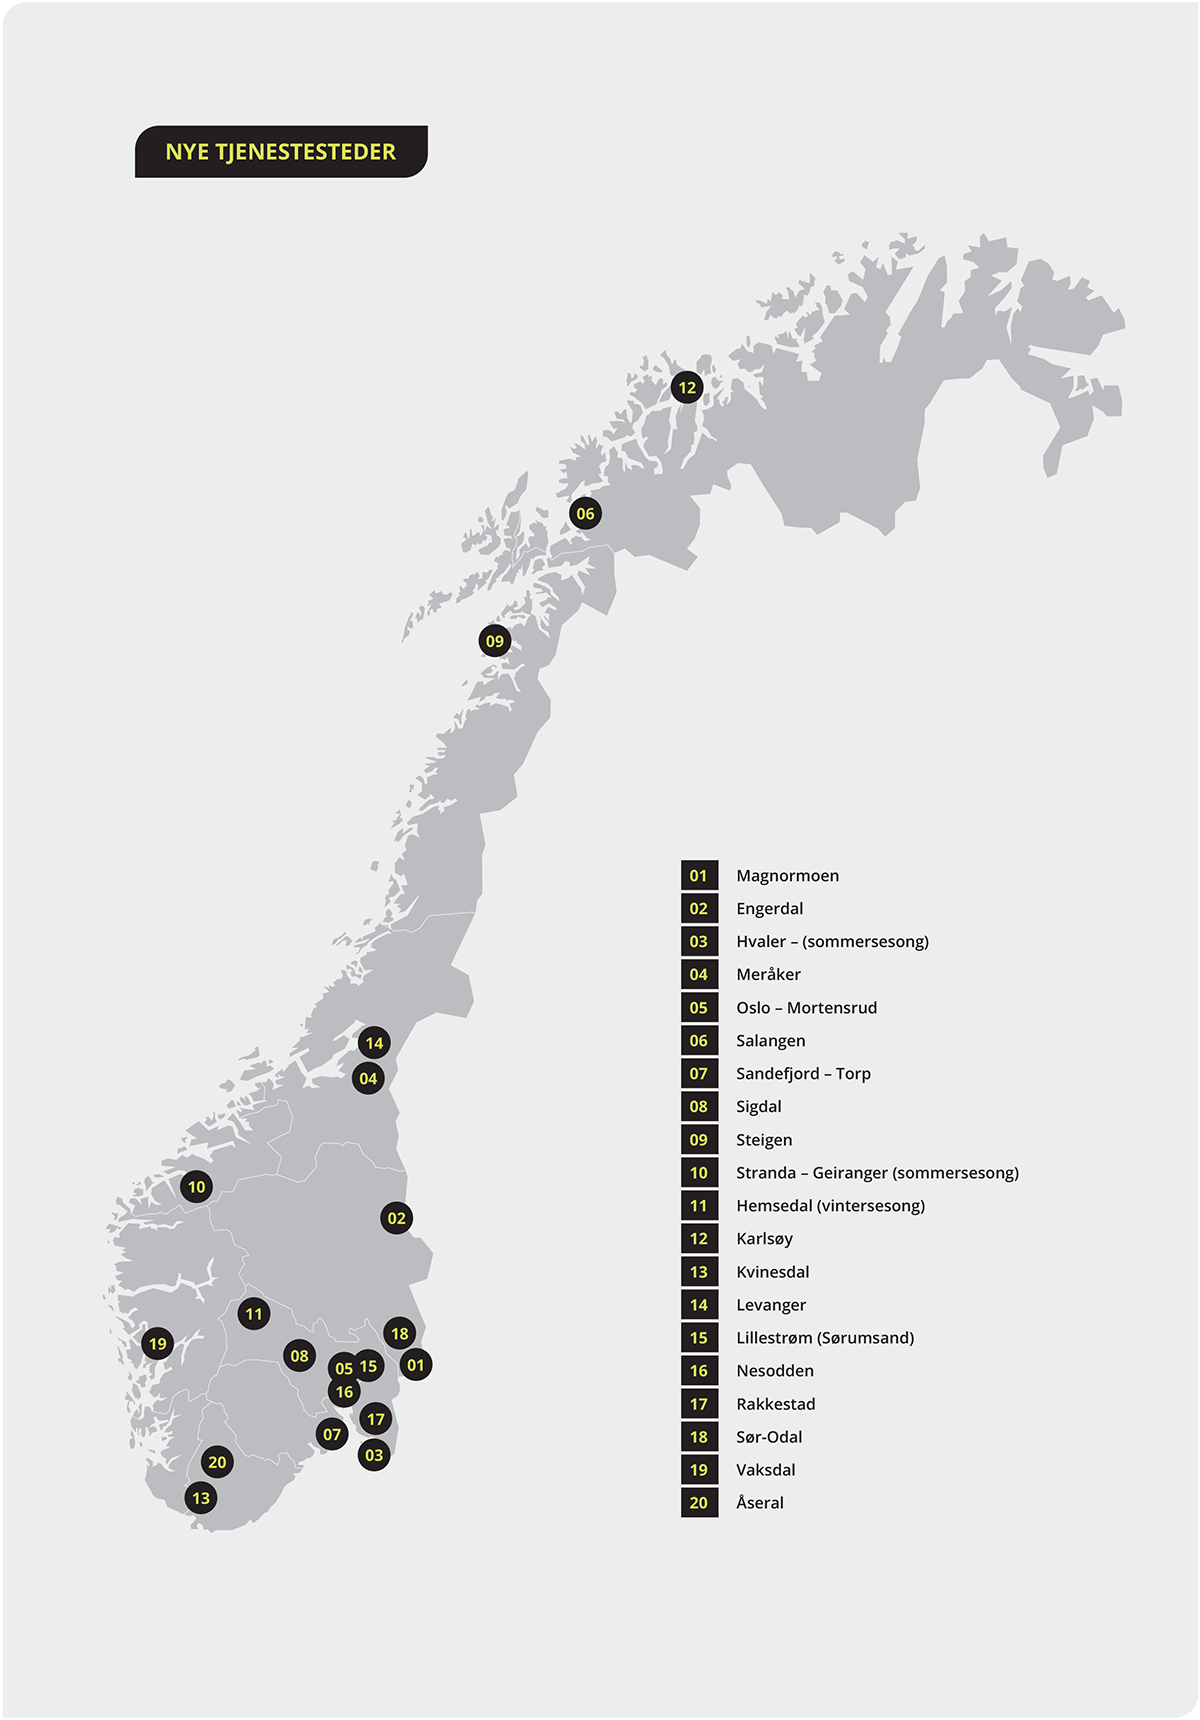 NYE TJENESTESTEDER
12
06
09
14
04
10
02
11
18
19
08
05
15
01
16
17
07
03
20
13
01 Magnormoen
02 Engerdal
03 Hvaler – (sommersesong)
04 Meråker
05 Oslo – Mortensrud
06 Salangen
07 Sandefjord – Torp
08 Sigdal
09 Steigen
10 Stranda – Geiranger (sommersesong)
11 Hemsedal (vintersesong)
12 Karlsøy
13 Kvinesdal
14 Levanger
15 Lillestrøm (Sørumsand)
16 Nesodden
17 Rakkestad
18 Sør-Odal
19 Vaksdal
20 Åseral